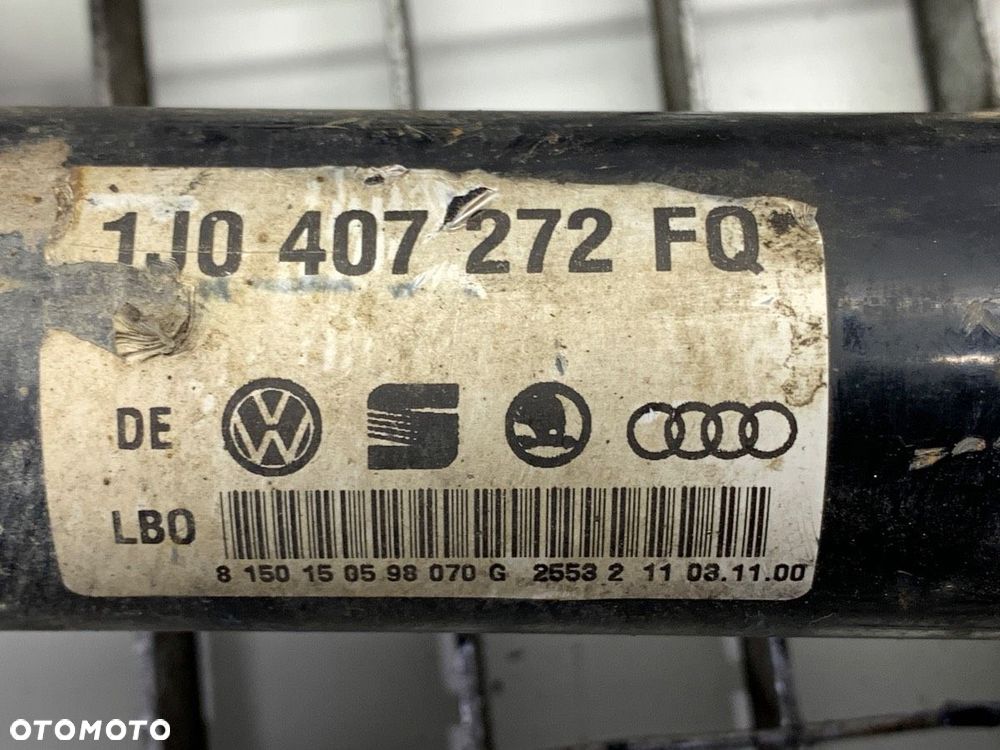 1J0 407 272 FQ
DE
LBO
8 150 15 05 98 070 G 2553 2 11 03.11.00
OTOMOTO